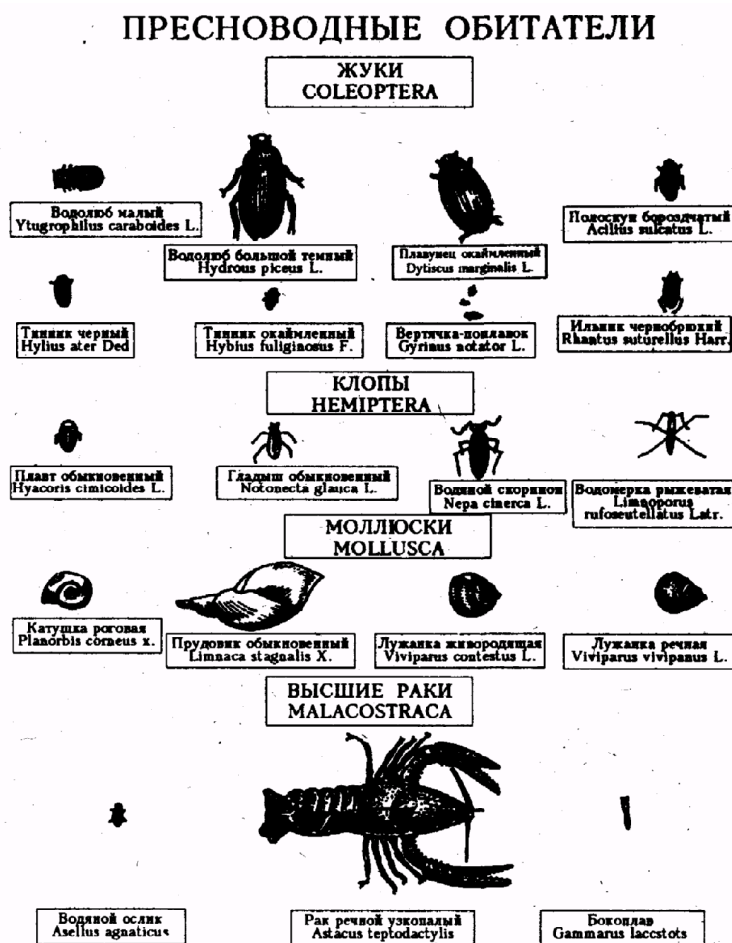 ПРЕСНОВОДНЫЕ ОБИТАТЕЛИ
ЖУКИ
COLEOPTERA
Водолюб малый
Ytugrophilus caraboides L.
Водолюб большой темный
Hydrous piceus L.
Плавунец окаймленный
Dytiscus marginalis L.
Полоскун бороздчатый
Acilius sulcatus L.
Тинник черный
Hylius ater Ded
Тинник окаймленный
Hybius fuliginosus F.
Вертячка-поплавок
Gyrinus notator L.
Ильник чернобрюхий
Rhantus suturellus Harr.
КЛОПЫ
HEMIPTERA
Плавт обыкновенный
Hyacoris cimicoides L.
Гладыш обыкновенный
Notonecta glauca L.
Водяной скорпион
Nepa cinerca L.
Водомерка рыжеватая
Limnoporus
rufoseutellatus Latr.
МОЛЛЮСКИ
MOLLUSCA
Катушка роговая
Planorbis corneus x.
Прудовик обыкновенный
Limnaca stagnalis X.
Лужанка живородящая
Viviparus contestus L.
Лужанка речная
Viviparus vivipanus L.
ВЫСШИЕ РАКИ
MALACOSTRACA
Водяной ослик
Asellus agnaticus
Рак речной узкопалый
Astacus teptodactylis
Бокоплав
Gammarus laccstots